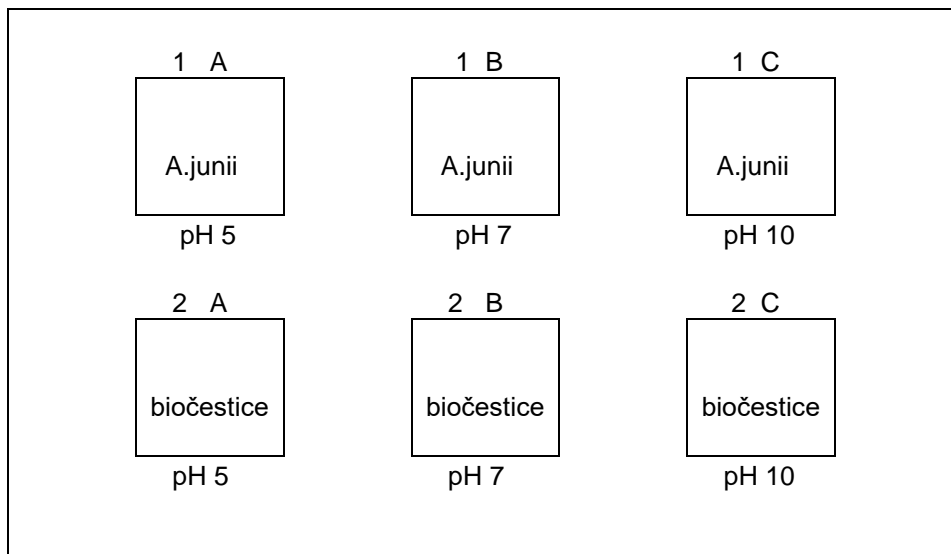 1 A 1 B 1 C
A.junii A.junii A.junii
pH 5 pH 7 pH 10
2 A 2 B 2 C
biočestice biočestice biočestice
pH 5 pH 7 pH 10